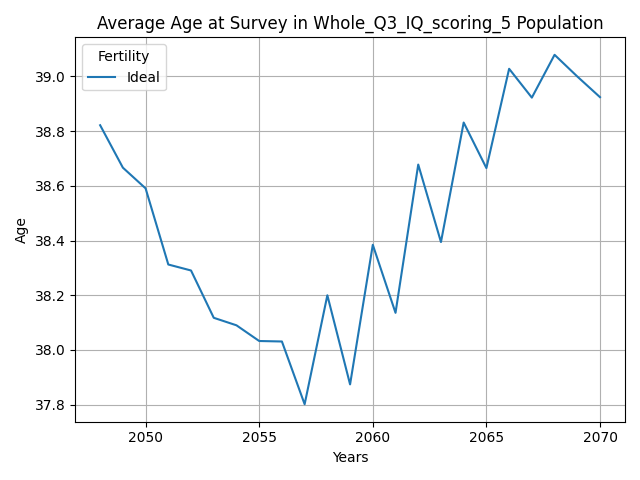 Average Age at Survey in Whole_Q3_IQ_scoring_5 Population
Fertility
Ideal
39.0
38.8
38.6
38.4
38.2
38.0
37.8
Age
2050 2055 2060 2065 2070
Years